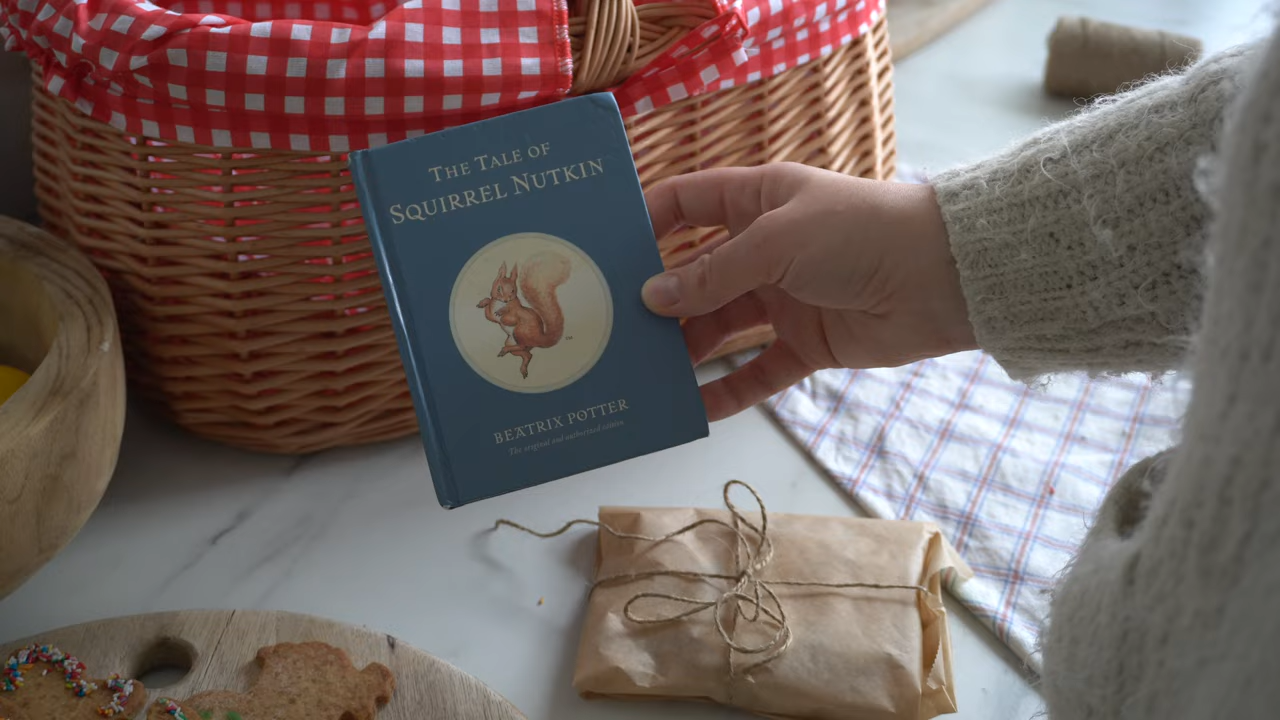 THE TALE OF
SQUIRREL NUTKIN
BEATRIX POTTER
The original and authorized edition